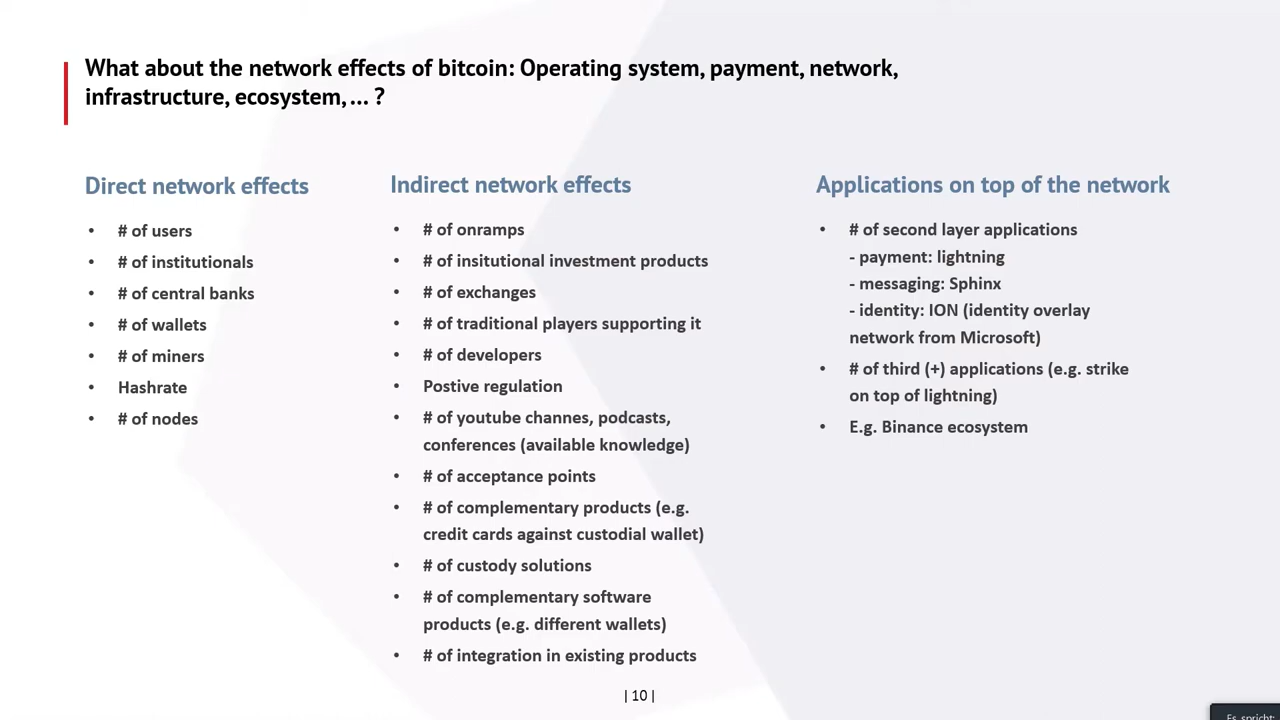 What about the network effects of bitcoin: Operating system, payment, network,
infrastructure, ecosystem, ... ?
Direct network effects
• # of users
• # of institutionals
• # of central banks
• # of wallets
• # of miners
• Hashrate
• # of nodes
Indirect network effects
• # of onramps
• # of insitutional investment products
• # of exchanges
• # of traditional players supporting it
• # of developers
• Postive regulation
• # of youtube channes, podcasts,
conferences (available knowledge)
• # of acceptance points
• # of complementary products (e.g.
credit cards against custodial wallet)
• # of custody solutions
• # of complementary software
products (e.g. different wallets)
• # of integration in existing products
Applications on top of the network
• # of second layer applications
- payment: lightning
- messaging: Sphinx
- identity: ION (identity overlay
network from Microsoft)
• # of third (+) applications (e.g. strike
on top of lightning)
• E.g. Binance ecosystem
| 10 |
Es spricht: